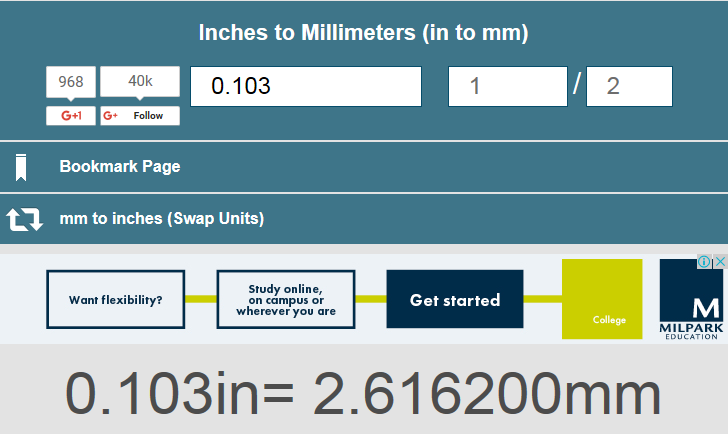 Inches to Millimeters (in to mm)
968
40k
0.103
1
/
2
G+1
G+ Follow
Bookmark Page
mm to inches (Swap Units)
Want flexibility?
Study online,
on campus or
wherever you are
Get started
College
M
MILPARK
EDUCATION
0.103in= 2.616200mm